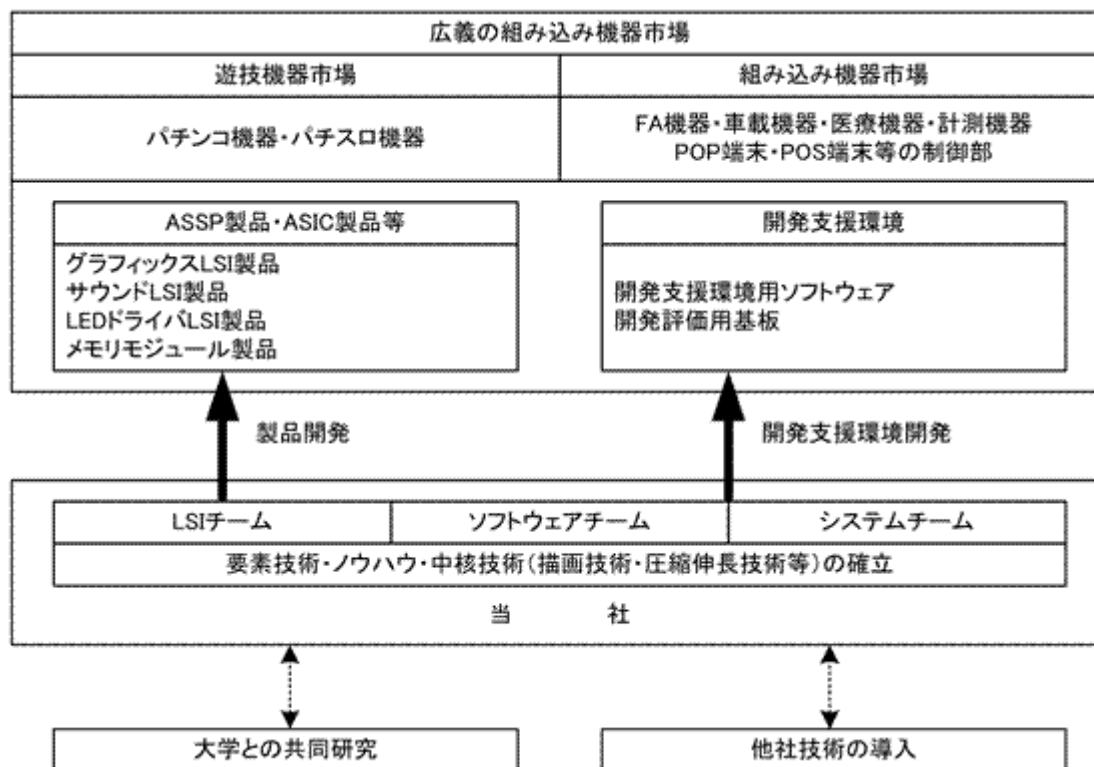 広義の組み込み機器市場
遊技機器市場
組み込み機器市場
パチンコ機器・パチスロ機器
FA機器・車載機器・医療機器・計測機器
POP端末・POS端末等の制御部
ASSP製品・ASIC製品等
グラフィックスLSI製品
サウンドLSI製品
LEDドライバLSI製品
メモリモジュール製品
開発支援環境
開発支援環境用ソフトウェア
開発評価用基板
製品開発
開発支援環境開発
LSIチーム
ソフトウェアチーム
システムチーム
要素技術・ノウハウ・中核技術(描画技術・圧縮伸長技術等)の確立
当　　　社
大学との共同研究
他社技術の導入